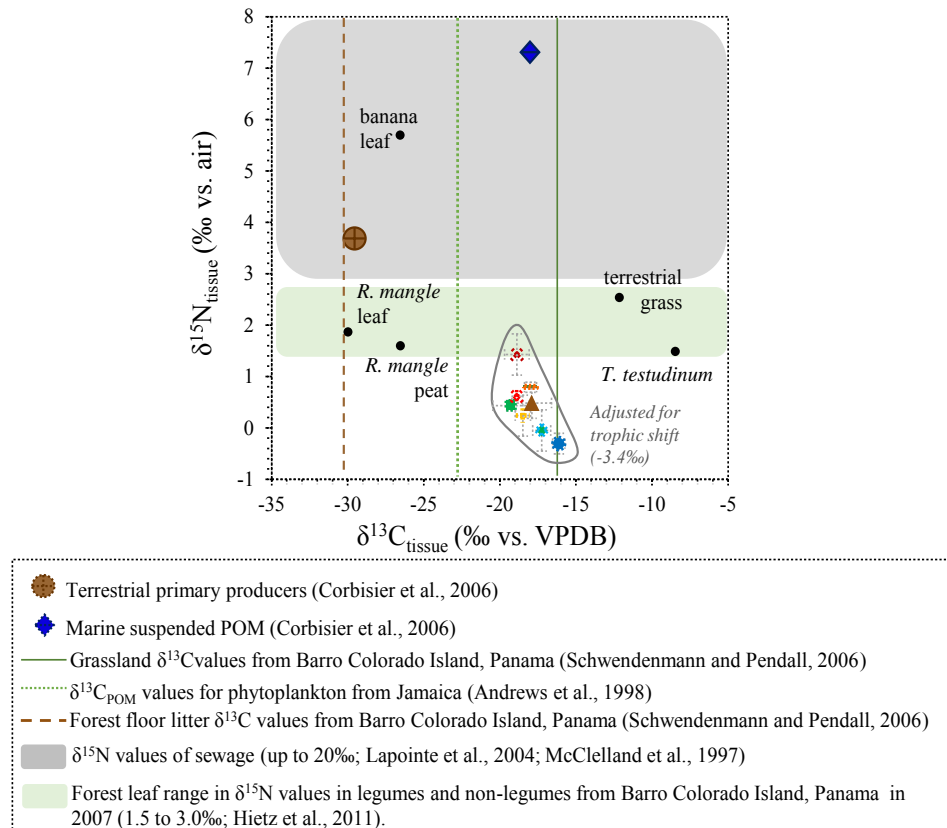 8
7
6
5
4
3
2
1
0
-1
δ¹⁵N_tissue (‰ vs. air)
banana
leaf
terrestrial
grass
R. mangle
leaf
R. mangle
peat
T. testudinum
Adjusted for
trophic shift
(-3.4‰)
-35 -30 -25 -20 -15 -10 -5
δ¹³C_tissue (‰ vs. VPDB)
Terrestrial primary producers (Corbisier et al., 2006)
Marine suspended POM (Corbisier et al., 2006)
Grassland δ¹³Cvalues from Barro Colorado Island, Panama (Schwendenmann and Pendall, 2006)
δ¹³C_POM values for phytoplankton from Jamaica (Andrews et al., 1998)
Forest floor litter δ¹³C values from Barro Colorado Island, Panama (Schwendenmann and Pendall, 2006)
δ¹⁵N values of sewage (up to 20‰; Lapointe et al., 2004; McClelland et al., 1997)
Forest leaf range in δ¹⁵N values in legumes and non-legumes from Barro Colorado Island, Panama in
2007 (1.5 to 3.0‰; Hietz et al., 2011).